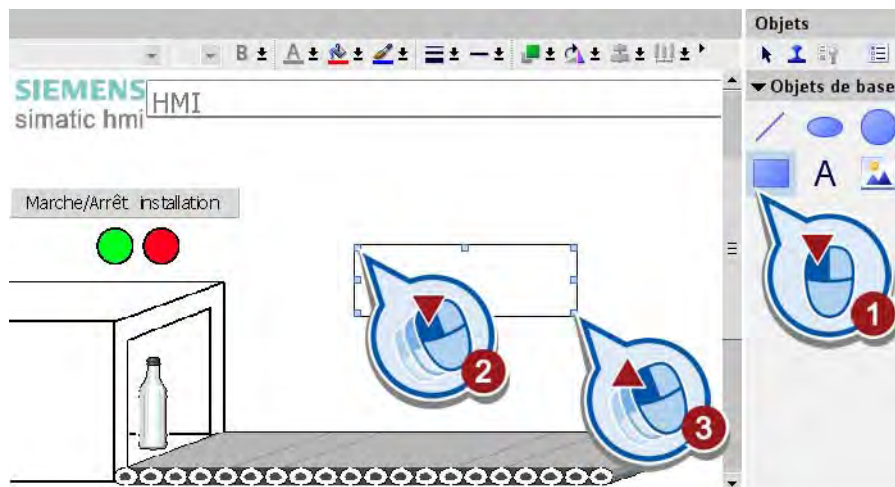 Objets
B A
SIEMENS
simatic hmi
HMI
Objets de base
A
Marche/Arrêt installation
1
2
3